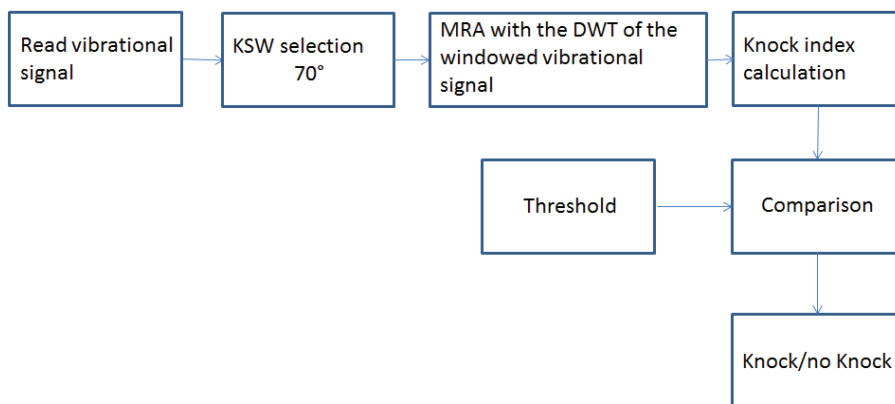 Read vibrational
signal
KSW selection
70°
MRA with the DWT of the
windowed vibrational
signal
Knock index
calculation
Threshold
Comparison
Knock/no Knock